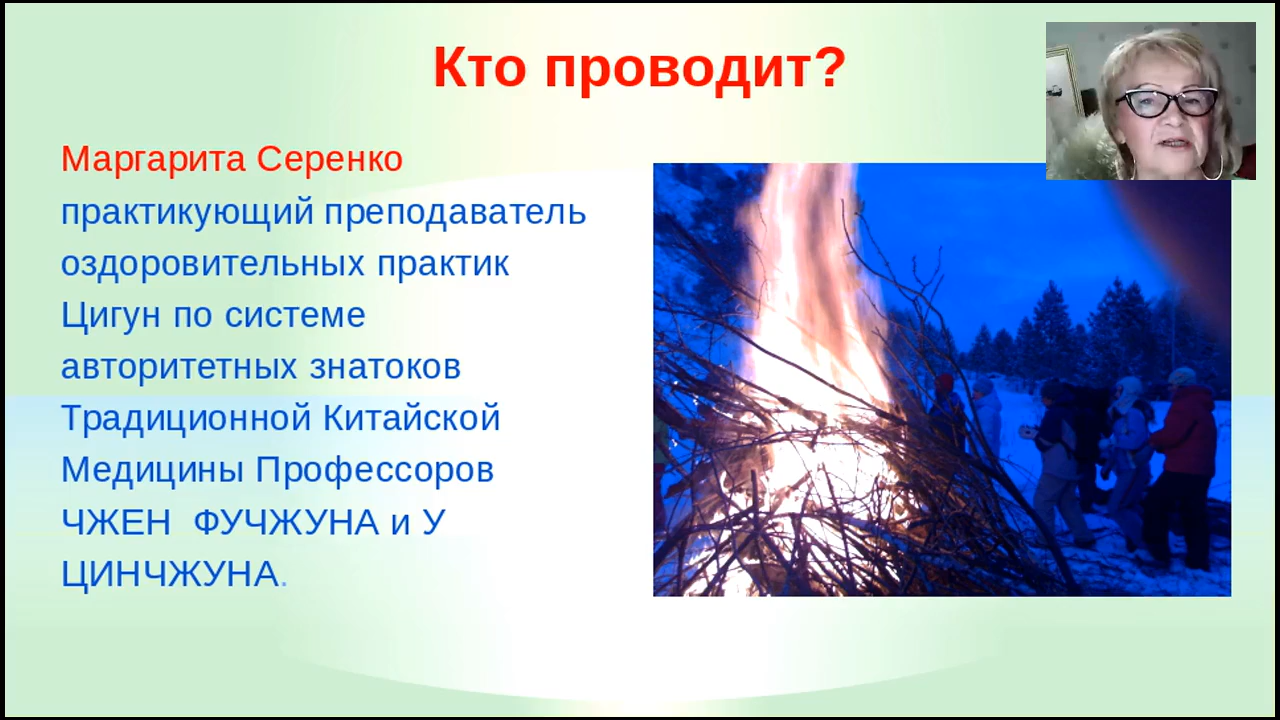 Кто проводит?
Маргарита Серенко
практикующий преподаватель
оздоровительных практик
Цигун по системе
авторитетных знатоков
Традиционной Китайской
Медицины Профессоров
ЧЖЕН  ФУЧЖУНА и У
ЦИНЧЖУНА.